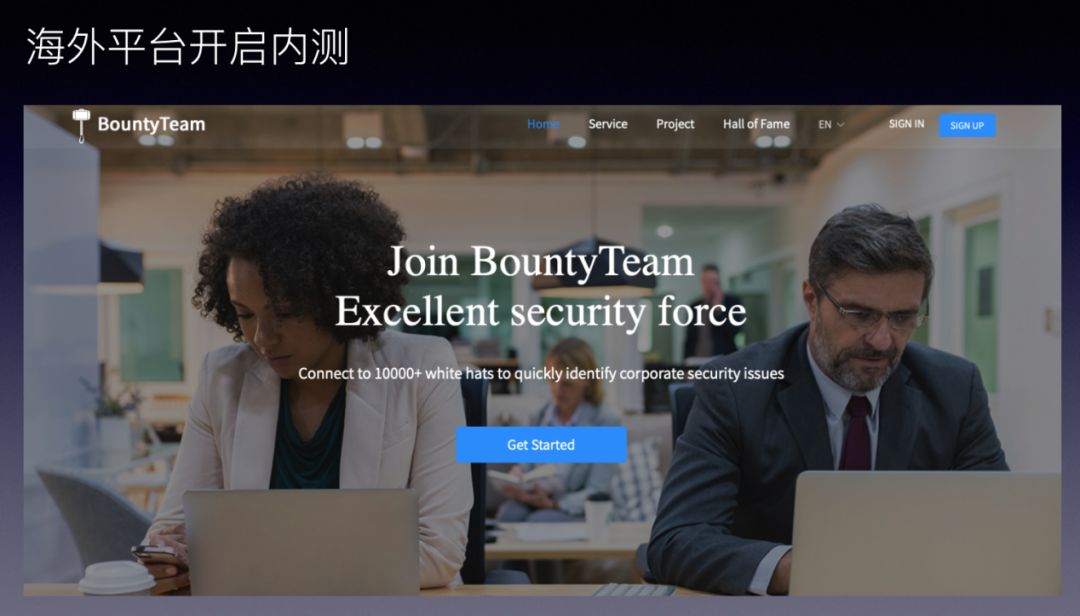 海外平台开启内测
BountyTeam
Home Service Project Hall of Fame EN SIGN IN SIGN UP
Join BountyTeam
Excellent security force
Connect to 10000+ white hats to quickly identify corporate security issues
Get Started